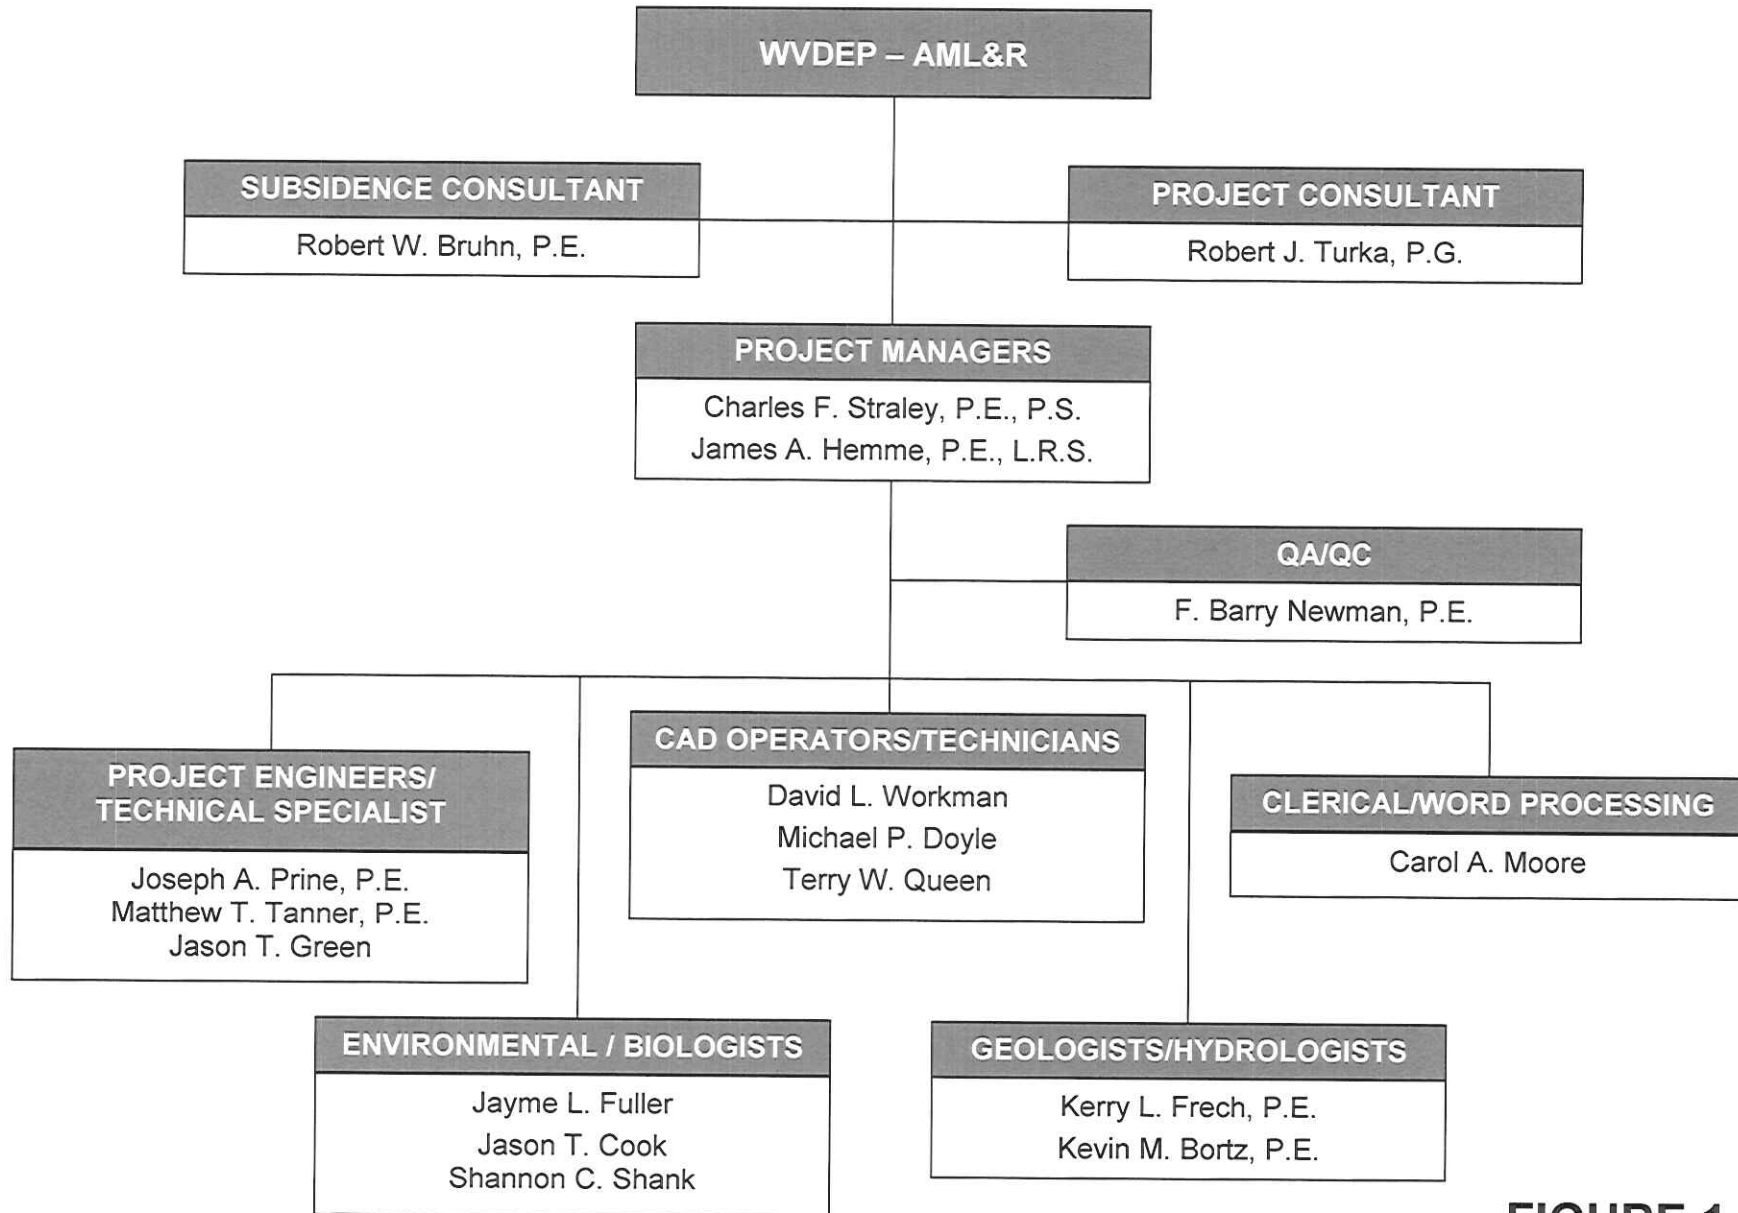 WVDEP – AML&R
SUBSIDENCE CONSULTANT
Robert W. Bruhn, P.E.
PROJECT CONSULTANT
Robert J. Turka, P.G.
PROJECT MANAGERS
Charles F. Straley, P.E., P.S.
James A. Hemme, P.E., L.R.S.
QA/QC
F. Barry Newman, P.E.
PROJECT ENGINEERS/
TECHNICAL SPECIALIST
Joseph A. Prine, P.E.
Matthew T. Tanner, P.E.
Jason T. Green
CAD OPERATORS/TECHNICIANS
David L. Workman
Michael P. Doyle
Terry W. Queen
CLERICAL/WORD PROCESSING
Carol A. Moore
ENVIRONMENTAL / BIOLOGISTS
Jayme L. Fuller
Jason T. Cook
Shannon C. Shank
GEOLOGISTS/HYDROLOGISTS
Kerry L. Frech, P.E.
Kevin M. Bortz, P.E.
FIGURE 1